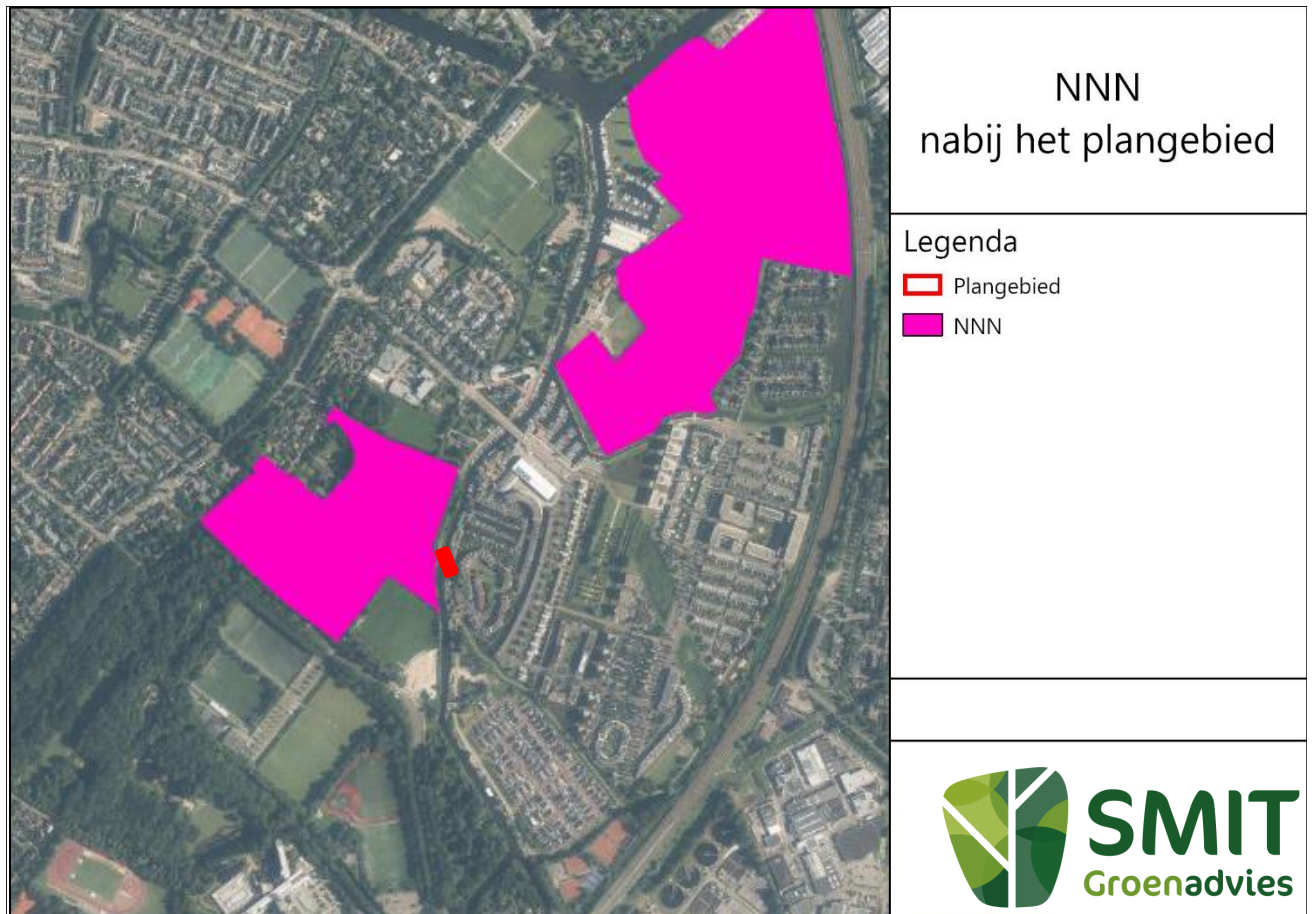 NNN
nabij het plangebied
Legenda
Plangebied
NNN
SMIT
Groenadvies